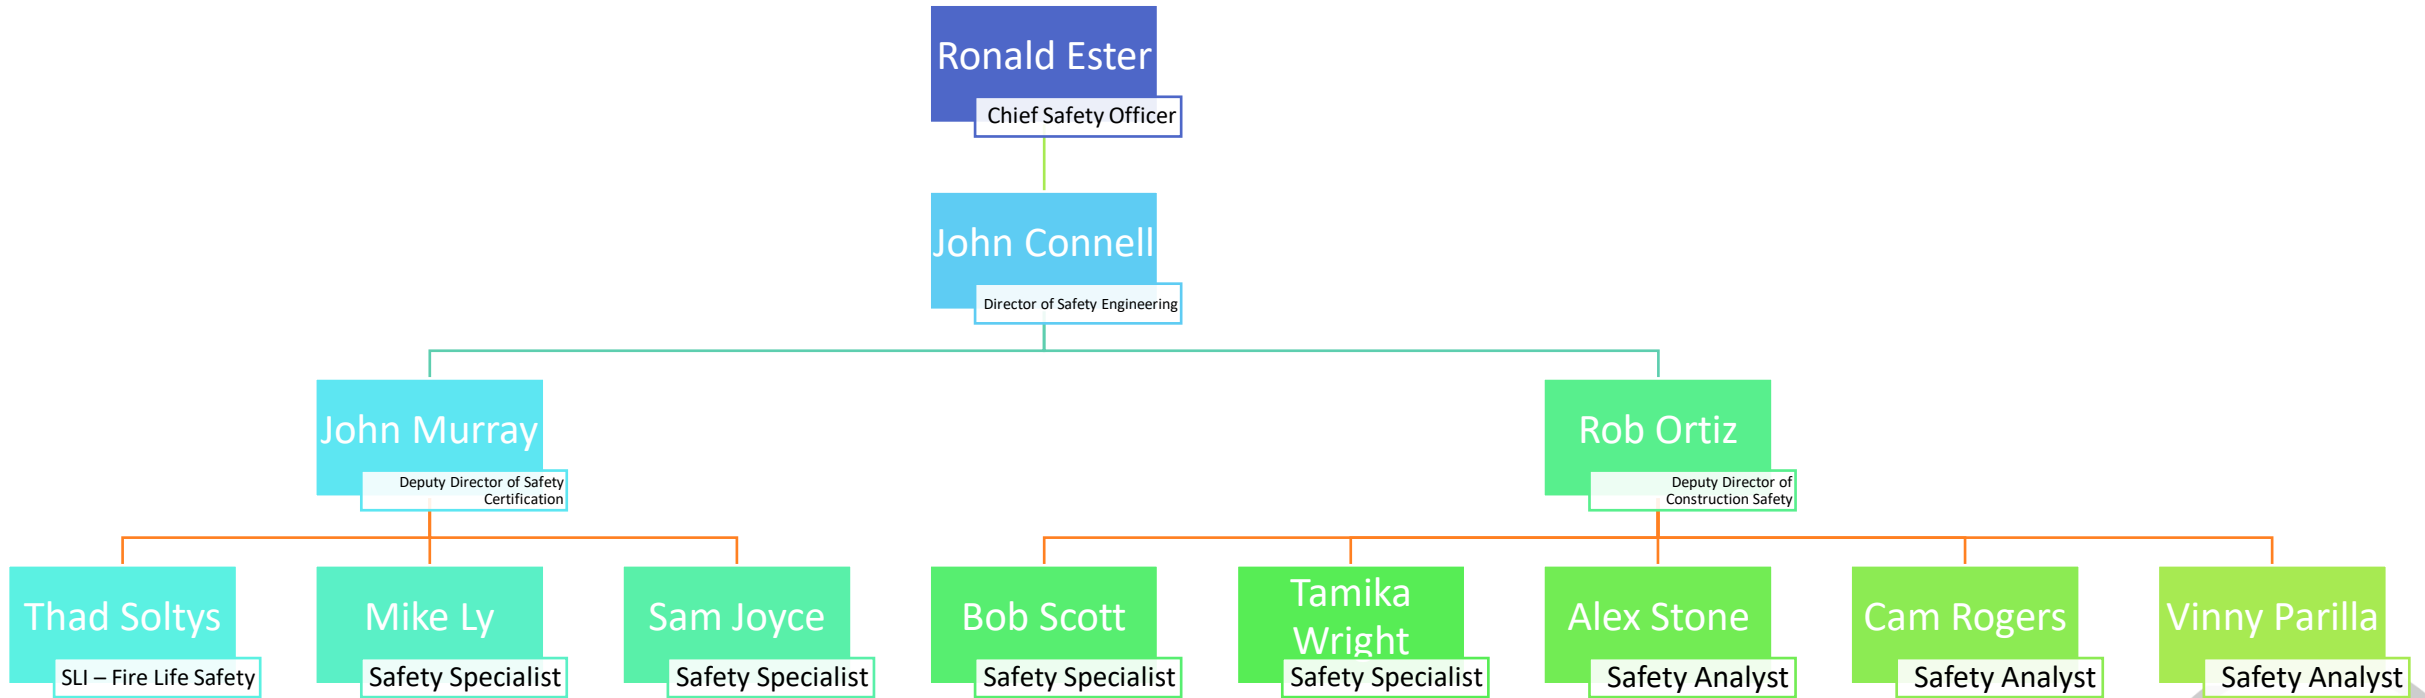 Ronald Ester
Chief Safety Officer
John Connell
Director of Safety Engineering
John Murray
Deputy Director of Safety
Certification
Rob Ortiz
Deputy Director of
Construction Safety
Thad Soltys
SLI – Fire Life Safety
Mike Ly
Safety Specialist
Sam Joyce
Safety Specialist
Bob Scott
Safety Specialist
Tamika
Wright
Safety Specialist
Alex Stone
Safety Analyst
Cam Rogers
Safety Analyst
Vinny Parilla
Safety Analyst